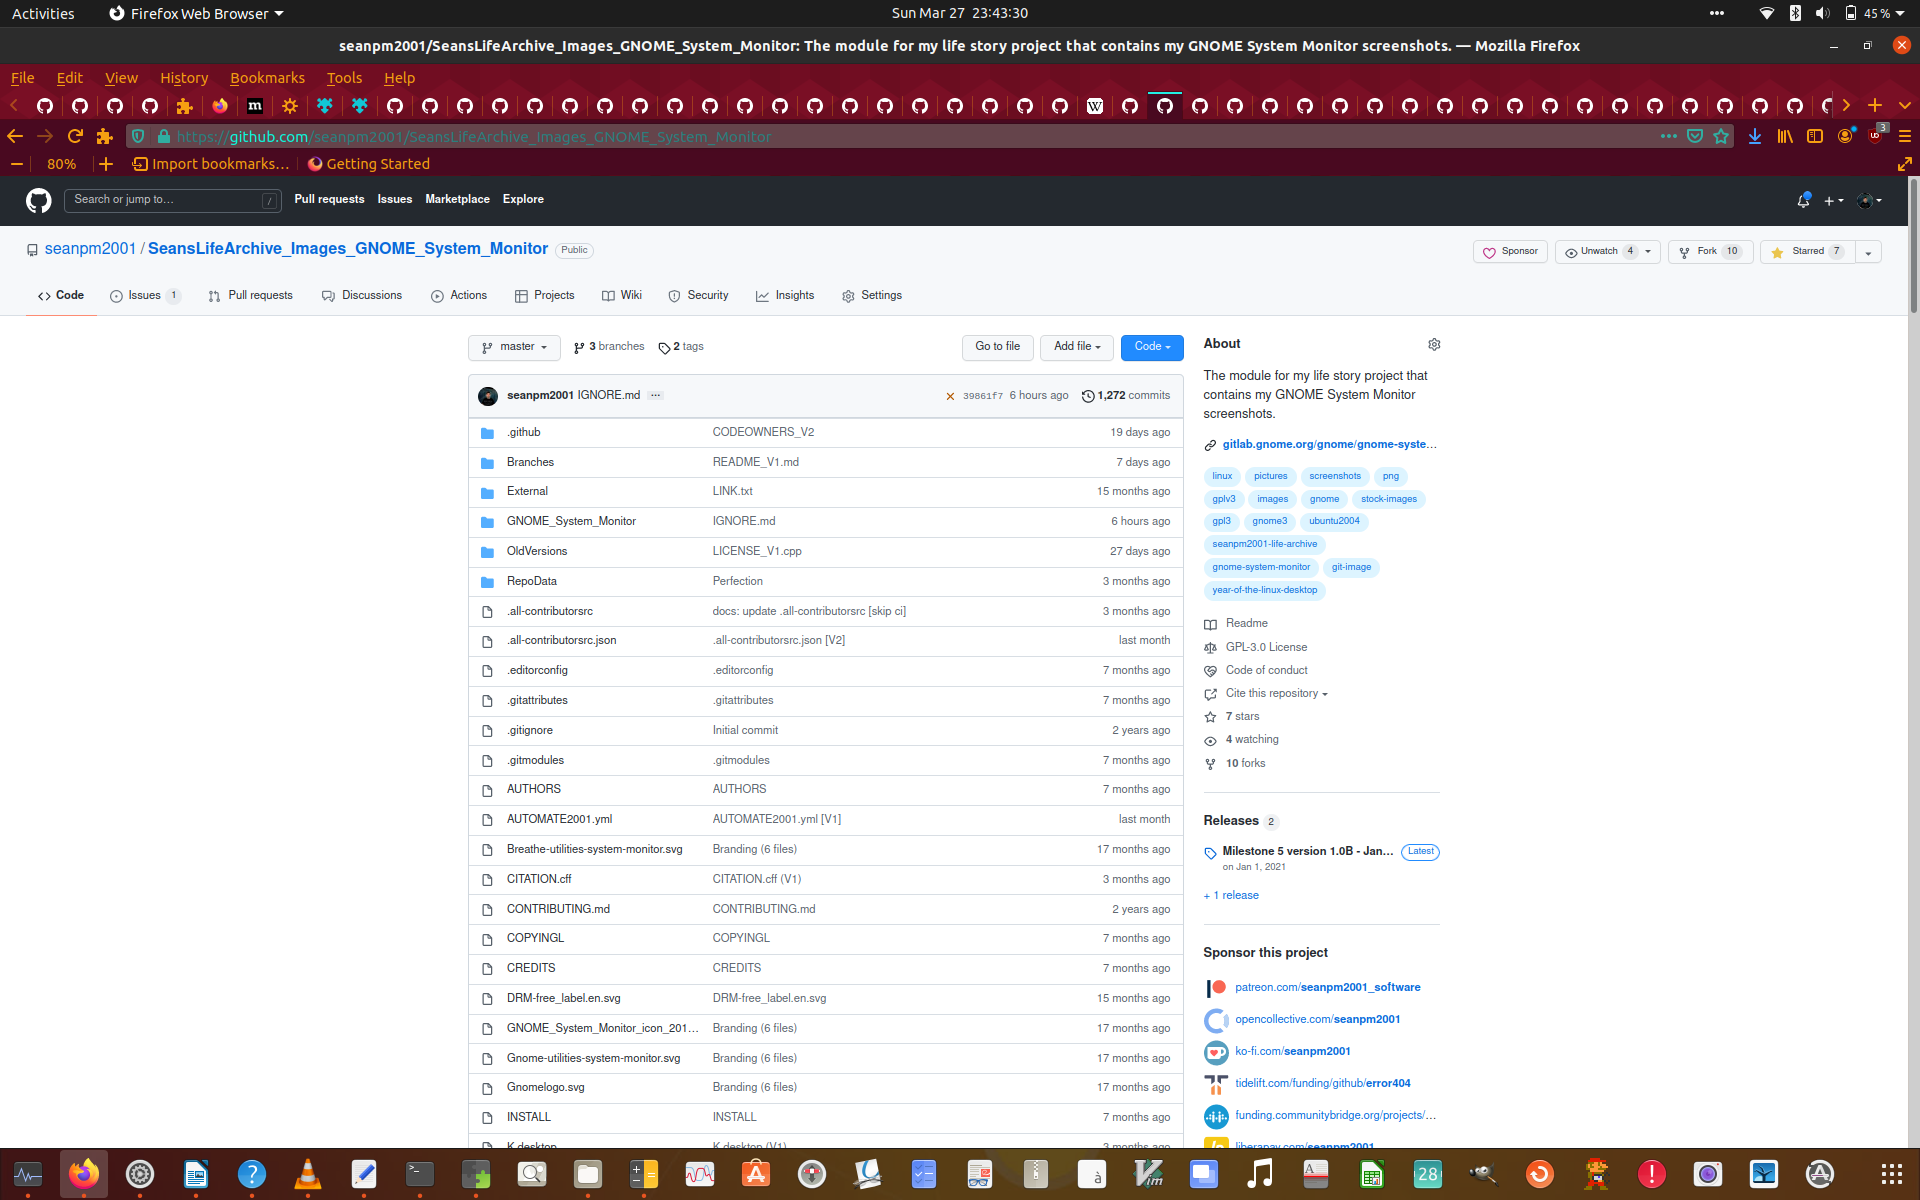 Activities Firefox Web Browser Sun Mar 27 23:43:30 45 %
seanpm2001/SeansLifeArchive_Images_GNOME_System_Monitor: The module for my life story project that contains my GNOME System Monitor screenshots. — Mozilla Firefox
File Edit View History Bookmarks Tools Help
https://github.com/seanpm2001/SeansLifeArchive_Images_GNOME_System_Monitor 3
80% Import bookmarks… Getting Started
Search or jump to… / Pull requests Issues Marketplace Explore
seanpm2001 / SeansLifeArchive_Images_GNOME_System_Monitor Public Sponsor Unwatch 4 Fork 10 Starred 7
Code Issues 1 Pull requests Discussions Actions Projects Wiki Security Insights Settings
master 3 branches 2 tags Go to file Add file Code
seanpm2001 IGNORE.md ... 39861f7 6 hours ago 1,272 commits
.github CODEOWNERS_V2 19 days ago
Branches README_V1.md 7 days ago
External LINK.txt 15 months ago
GNOME_System_Monitor IGNORE.md 6 hours ago
OldVersions LICENSE_V1.cpp 27 days ago
RepoData Perfection 3 months ago
.all-contributorsrc docs: update .all-contributorsrc [skip ci] 3 months ago
.all-contributorsrc.json .all-contributorsrc.json [V2] last month
.editorconfig .editorconfig 7 months ago
.gitattributes .gitattributes 7 months ago
.gitignore Initial commit 2 years ago
.gitmodules .gitmodules 7 months ago
AUTHORS AUTHORS 7 months ago
AUTOMATE2001.yml AUTOMATE2001.yml [V1] last month
Breathe-utilities-system-monitor.svg Branding (6 files) 17 months ago
CITATION.cff CITATION.cff (V1) 3 months ago
CONTRIBUTING.md CONTRIBUTING.md 2 years ago
COPYINGL COPYINGL 7 months ago
CREDITS CREDITS 7 months ago
DRM-free_label.en.svg DRM-free_label.en.svg 15 months ago
GNOME_System_Monitor_icon_201… Branding (6 files) 17 months ago
Gnome-utilities-system-monitor.svg Branding (6 files) 17 months ago
Gnomelogo.svg Branding (6 files) 17 months ago
INSTALL INSTALL 7 months ago
K.desktop K.desktop (V1) 3 months ago
About
The module for my life story project that
contains my GNOME System Monitor
screenshots.
gitlab.gnome.org/gnome/gnome-syste…
linux pictures screenshots png
gplv3 images gnome stock-images
gpl3 gnome3 ubuntu2004
seanpm2001-life-archive
gnome-system-monitor git-image
year-of-the-linux-desktop
Readme
GPL-3.0 License
Code of conduct
Cite this repository
7 stars
4 watching
10 forks
Releases 2
Milestone 5 version 1.0B - Jan… Latest
on Jan 1, 2021
+ 1 release
Sponsor this project
patreon.com/seanpm2001_software
opencollective.com/seanpm2001
ko-fi.com/seanpm2001
tidelift.com/funding/github/error404
funding.communitybridge.org/projects/…
liberapay.com/seanpm2001
28